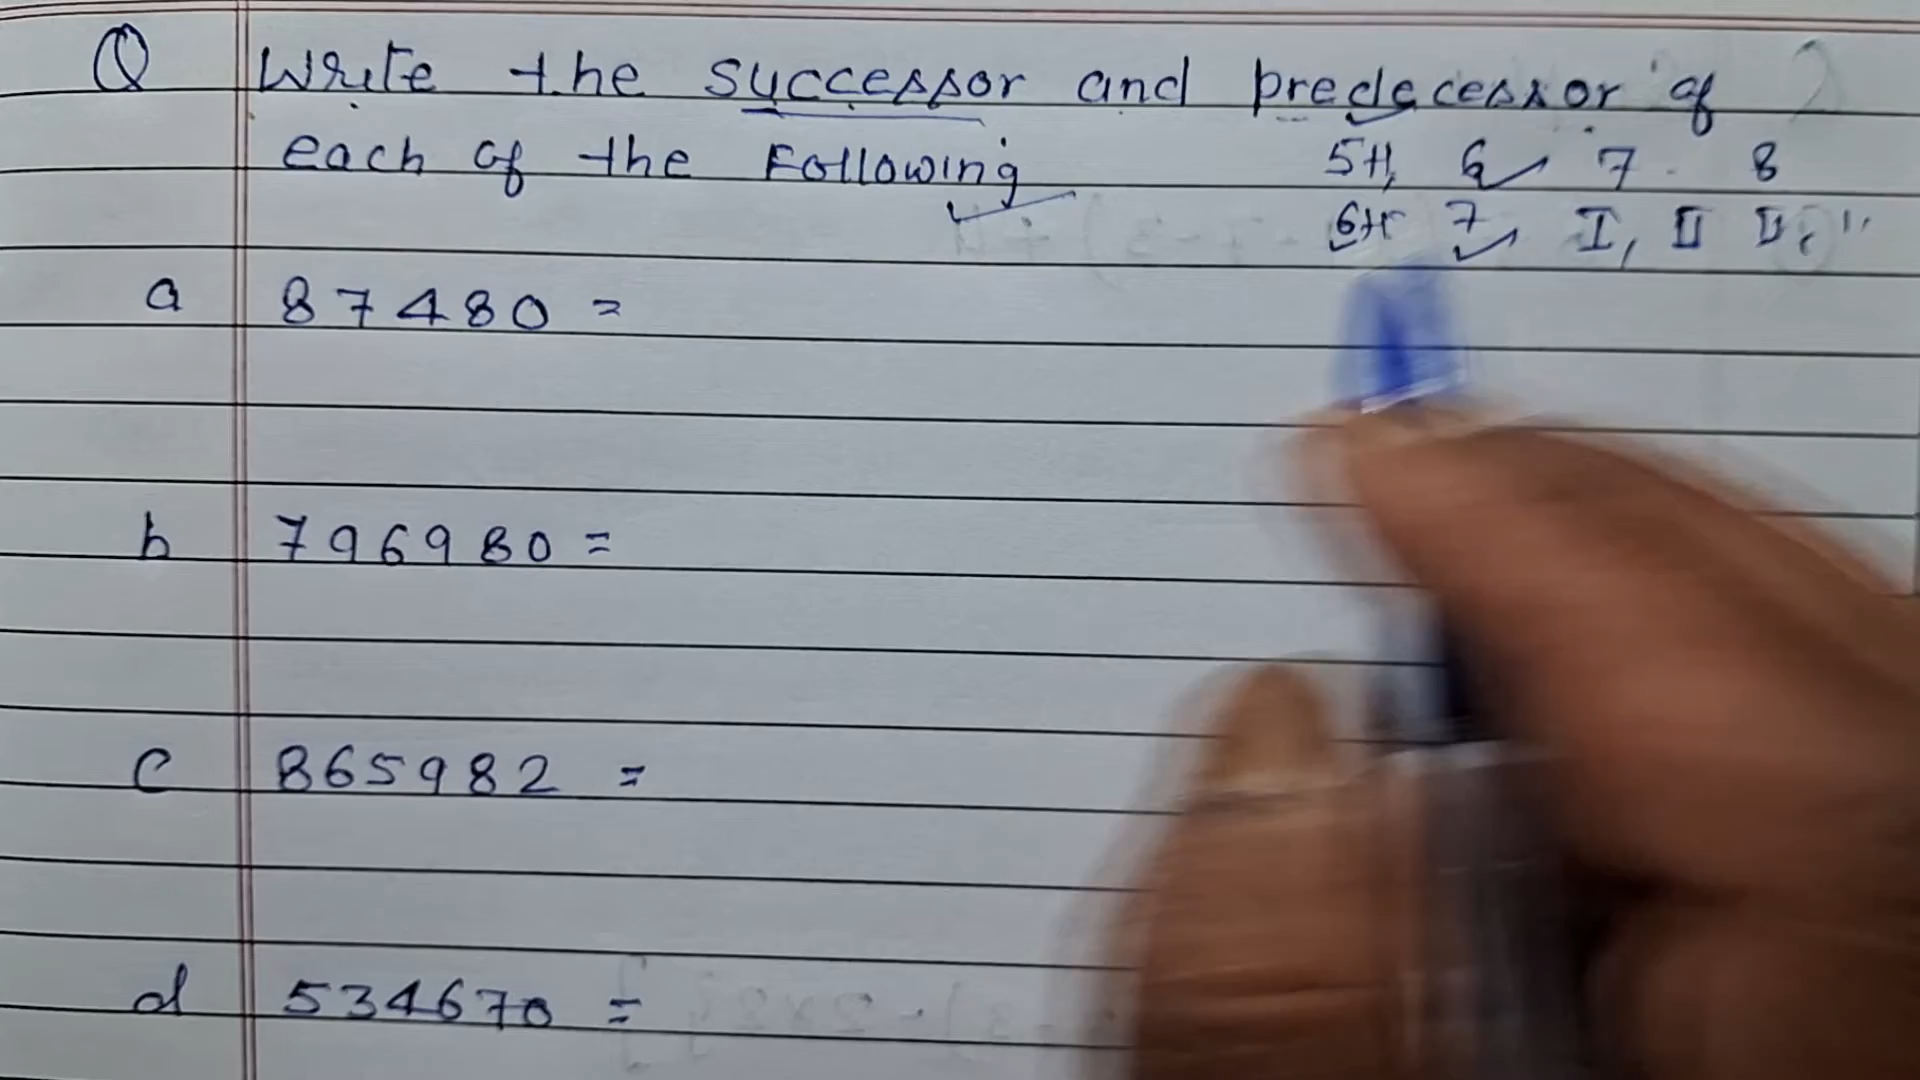 Q Write the successor and predecessor of
each of the Following
5th, 6 7 8
6th 7 I, II
a 87480 =
b 796980 =
c 865982 =
d 534670 =